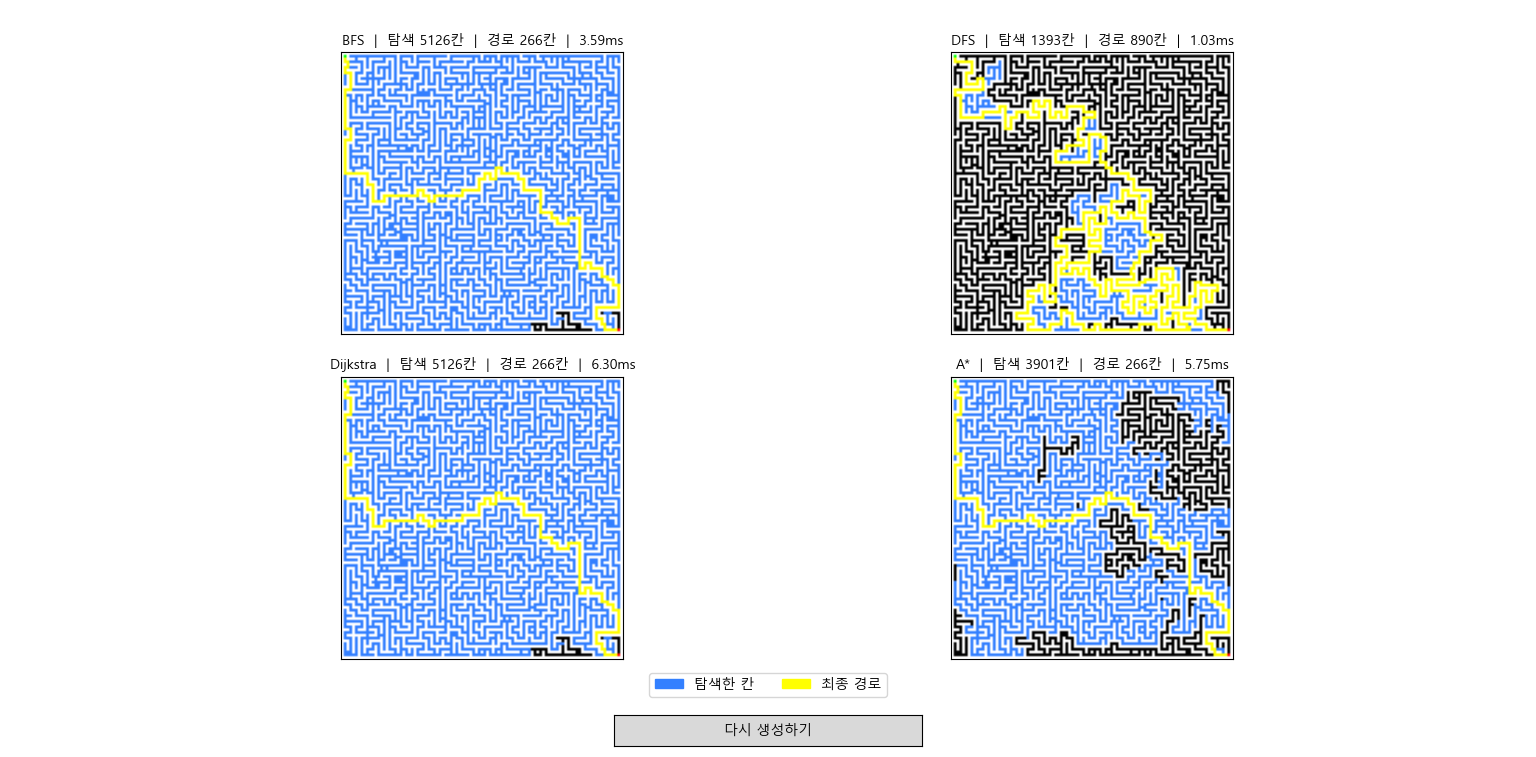 BFS | 탐색 5126칸 | 경로 266칸 | 3.59ms
DFS | 탐색 1393칸 | 경로 890칸 | 1.03ms
Dijkstra | 탐색 5126칸 | 경로 266칸 | 6.30ms
A* | 탐색 3901칸 | 경로 266칸 | 5.75ms
탐색한 칸 최종 경로
다시 생성하기